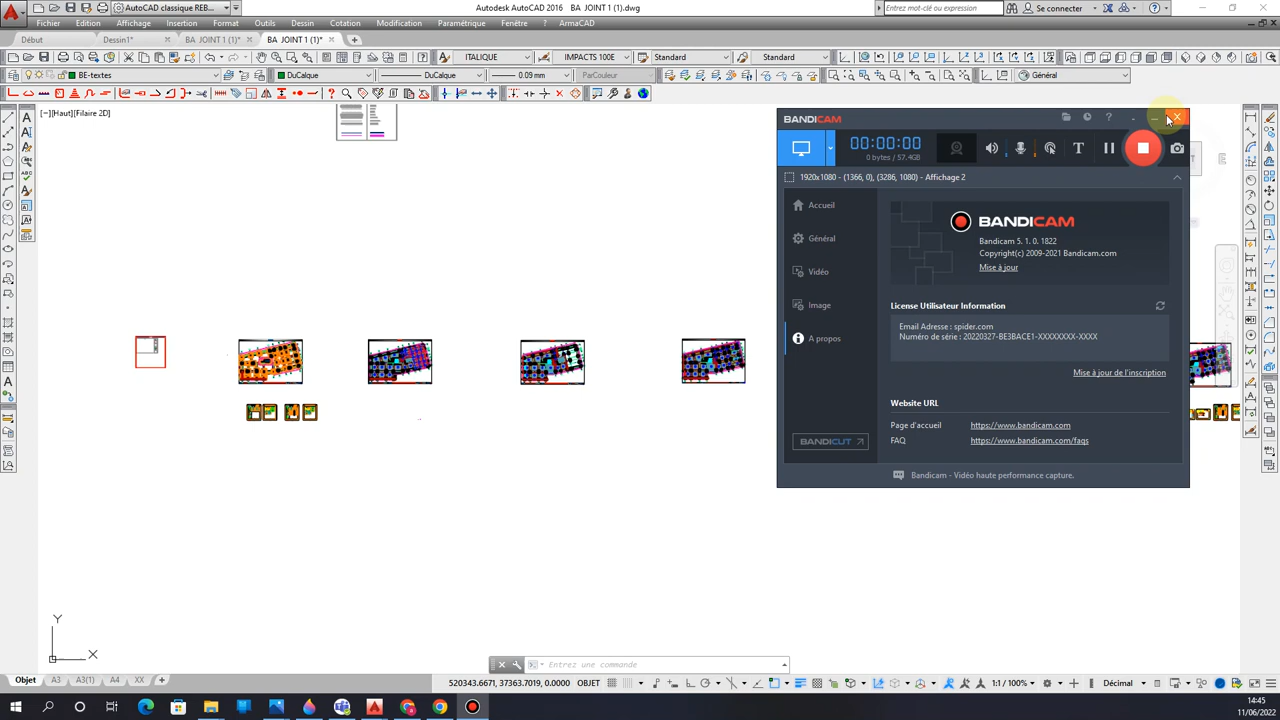 Autodesk AutoCAD 2016   BA JOINT 1 (1).dwg
AutoCAD classique REB...
Entrez mot-clé ou expression
Se connecter
Fichier Edition Affichage Insertion Format Outils Dessin Cotation Modification Paramétrique Fenêtre Express ArmaCAD
Début Dessin1* BA JOINT 1 (1)* BA JOINT 1 (1)*
ITALIQUE IMPACTS 100E Standard Standard
BE-textes DuCalque DuCalque 0.09 mm ParCouleur Général
[−][Haut][Filaire 2D]
BANDICAM
00:00:00
0 bytes / 57.4GB
1920x1080 - (1366, 0), (3286, 1080) - Affichage 2
Accueil
Général
Vidéo
Image
A propos
BANDICUT
BANDICAM
Bandicam 5. 1. 0. 1822
Copyright(c) 2009-2021 Bandicam.com
Mise à jour
License Utilisateur Information
Email Adresse : spider.com
Numéro de série : 20220327-BE3BACE1-XXXXXXXX-XXXX
Mise à jour de l'inscription
Website URL
Page d'accueil https://www.bandicam.com
FAQ https://www.bandicam.com/faqs
Bandicam - Vidéo haute performance capture.
Y
X
Entrez une commande
Objet A3 A3(1) A4 XX
520343.6671, 37363.7019, 0.0000 OBJET
1:1 / 100%
Décimal
14:45
11/06/2022